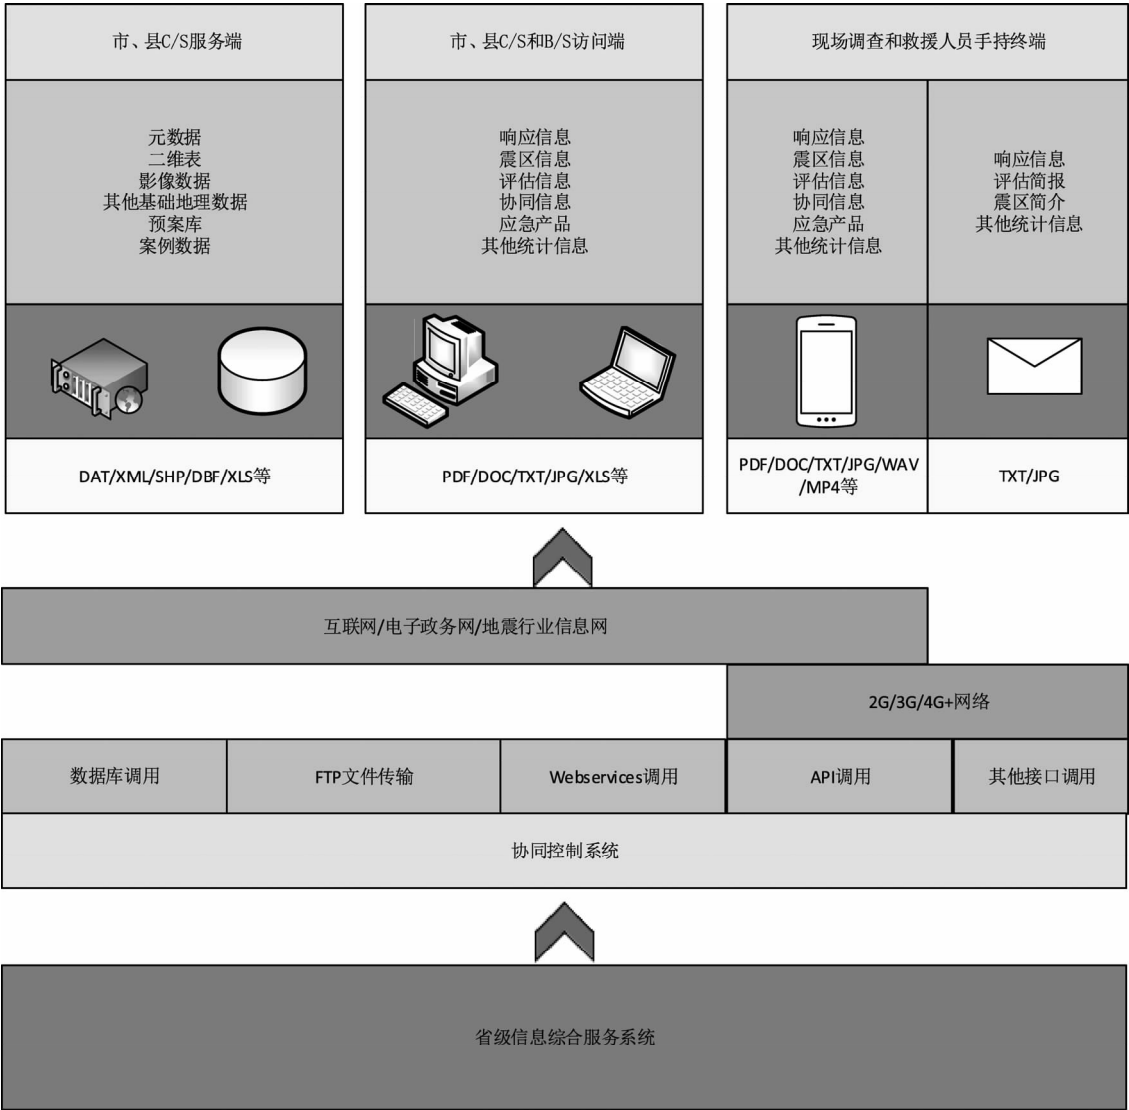 市、县C/S服务端
元数据
二维表
影像数据
其他基础地理数据
预案库
案例数据
DAT/XML/SHP/DBF/XLS等
市、县C/S和B/S访问端
响应信息
震区信息
评估信息
协同信息
应急产品
其他统计信息
PDF/DOC/TXT/JPG/XLS等
现场调查和救援人员手持终端
响应信息
震区信息
评估信息
协同信息
应急产品
其他统计信息
PDF/DOC/TXT/JPG/WAV
/MP4等
响应信息
评估简报
震区简介
其他统计信息
TXT/JPG
互联网/电子政务网/地震行业信息网
2G/3G/4G+网络
数据库调用
FTP文件传输
Webservices调用
API调用
其他接口调用
协同控制系统
省级信息综合服务系统